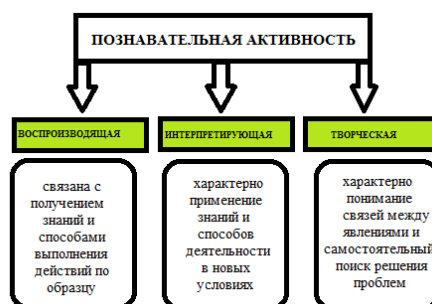 ПОЗНАВАТЕЛЬНАЯ АКТИВНОСТЬ
ВОСПРОИЗВОДЯЩАЯ
связана с
получением
знаний и
способами
выполнения
действий по
образцу
ИНТЕРПРЕТИРУЮЩАЯ
характерно
применение
знаний и
способов
деятельности
в новых
условиях
ТВОРЧЕСКАЯ
характерно
понимание
связей между
явлениями и
самостоятельный
поиск решения
проблем